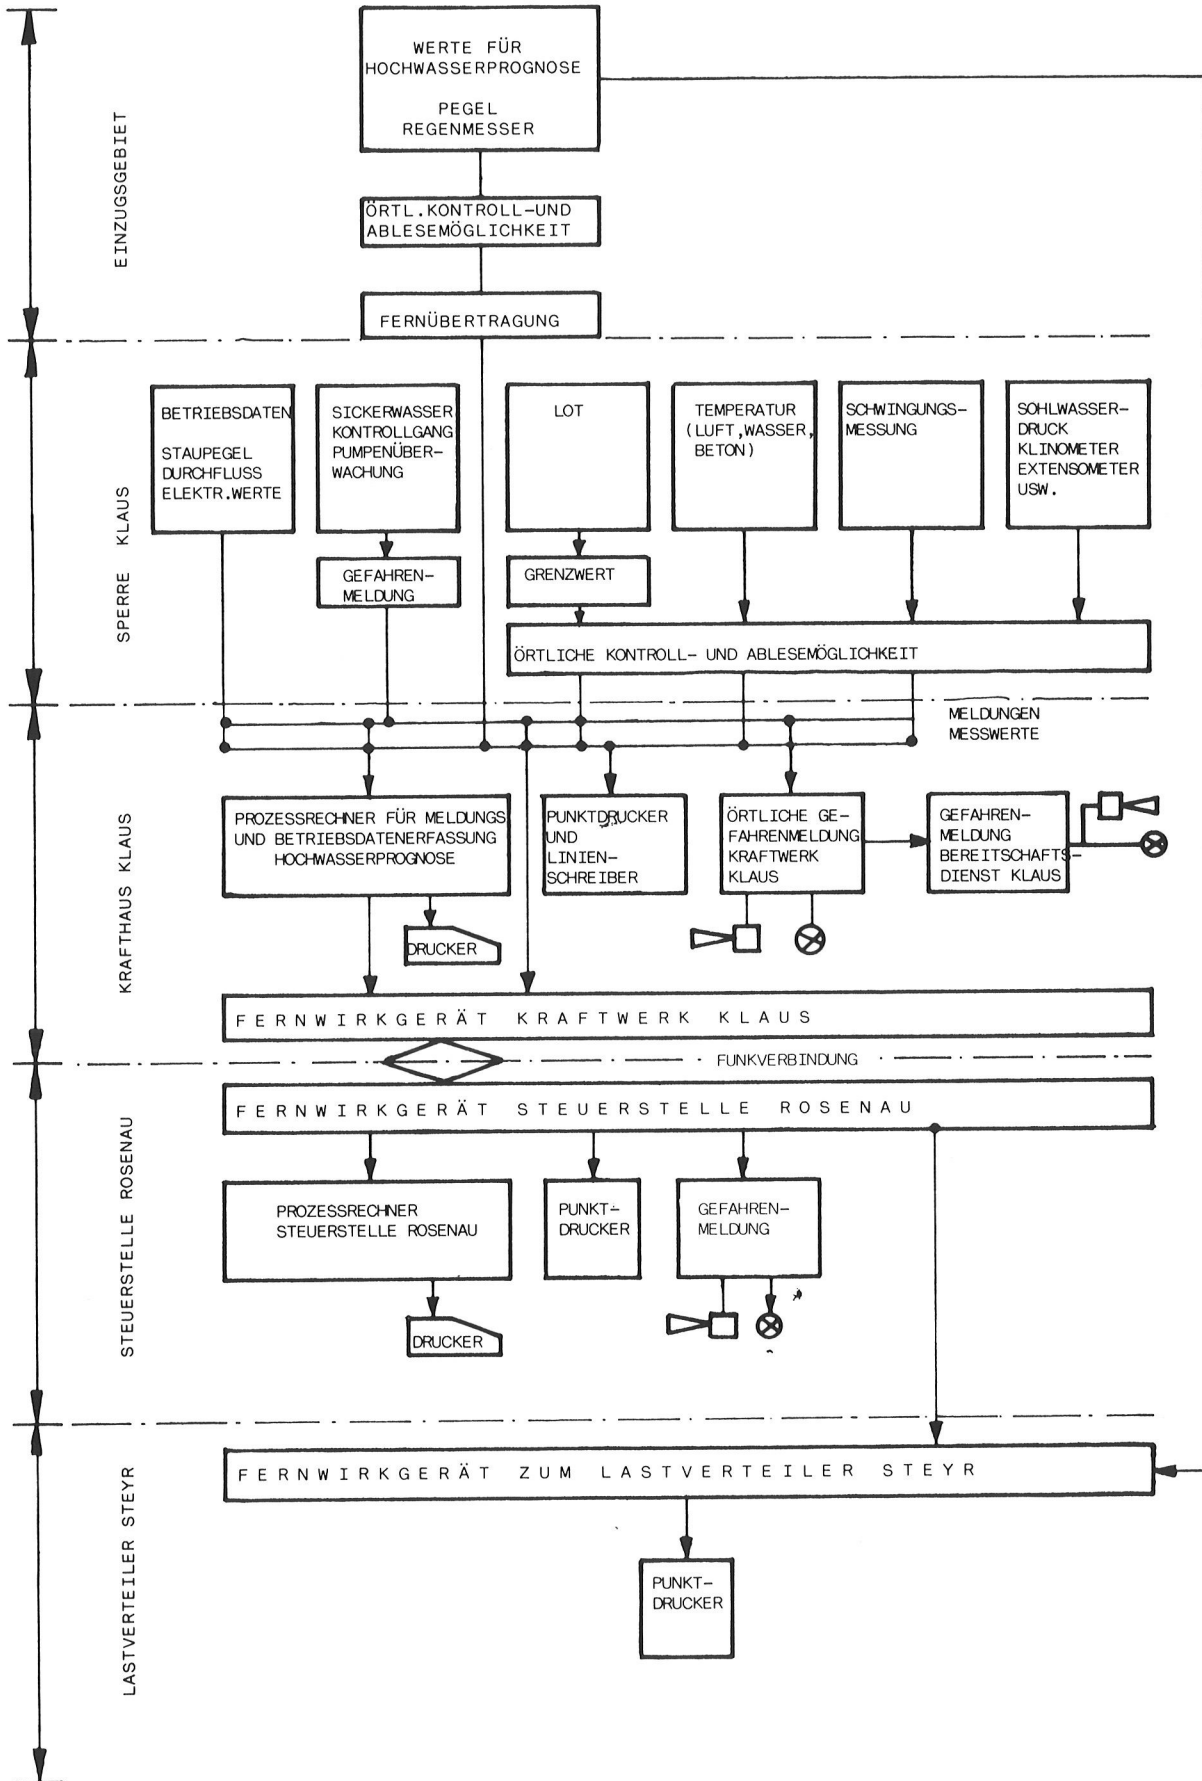 WERTE FÜR
HOCHWASSERPROGNOSE
PEGEL
REGENMESSER
EINZUGSGEBIET
ÖRTL.KONTROLL-UND
ABLESEMÖGLICHKEIT
FERNÜBERTRAGUNG
SPERRE KLAUS
BETRIEBSDATEN
STAUPEGEL
DURCHFLUSS
ELEKTR.WERTE
SICKERWASSER
KONTROLLGANG
PUMPENÜBER-
WACHUNG
LOT
TEMPERATUR
(LUFT,WASSER,
BETON)
SCHWINGUNGS-
MESSUNG
SOHLWASSER-
DRUCK
KLINOMETER
EXTENSOMETER
USW.
GEFAHREN-
MELDUNG
GRENZWERT
ÖRTLICHE KONTROLL- UND ABLESEMÖGLICHKEIT
MELDUNGEN
MESSWERTE
KRAFTHAUS KLAUS
PROZESSRECHNER FÜR MELDUNGS
UND BETRIEBSDATENERFASSUNG
HOCHWASSERPROGNOSE
PUNKTDRUCKER
UND
LINIEN-
SCHREIBER
ÖRTLICHE GE-
FAHRENMELDUNG
KRAFTWERK
KLAUS
GEFAHREN-
MELDUNG
BEREITSCHAFTS-
DIENST KLAUS
DRUCKER
FERNWIRKGERÄT KRAFTWERK KLAUS
FUNKVERBINDUNG
STEUERSTELLE ROSENAU
FERNWIRKGERÄT STEUERSTELLE ROSENAU
PROZESSRECHNER
STEUERSTELLE ROSENAU
PUNKT-
DRUCKER
GEFAHREN-
MELDUNG
DRUCKER
LASTVERTEILER STEYR
FERNWIRKGERÄT ZUM LASTVERTEILER STEYR
PUNKT-
DRUCKER